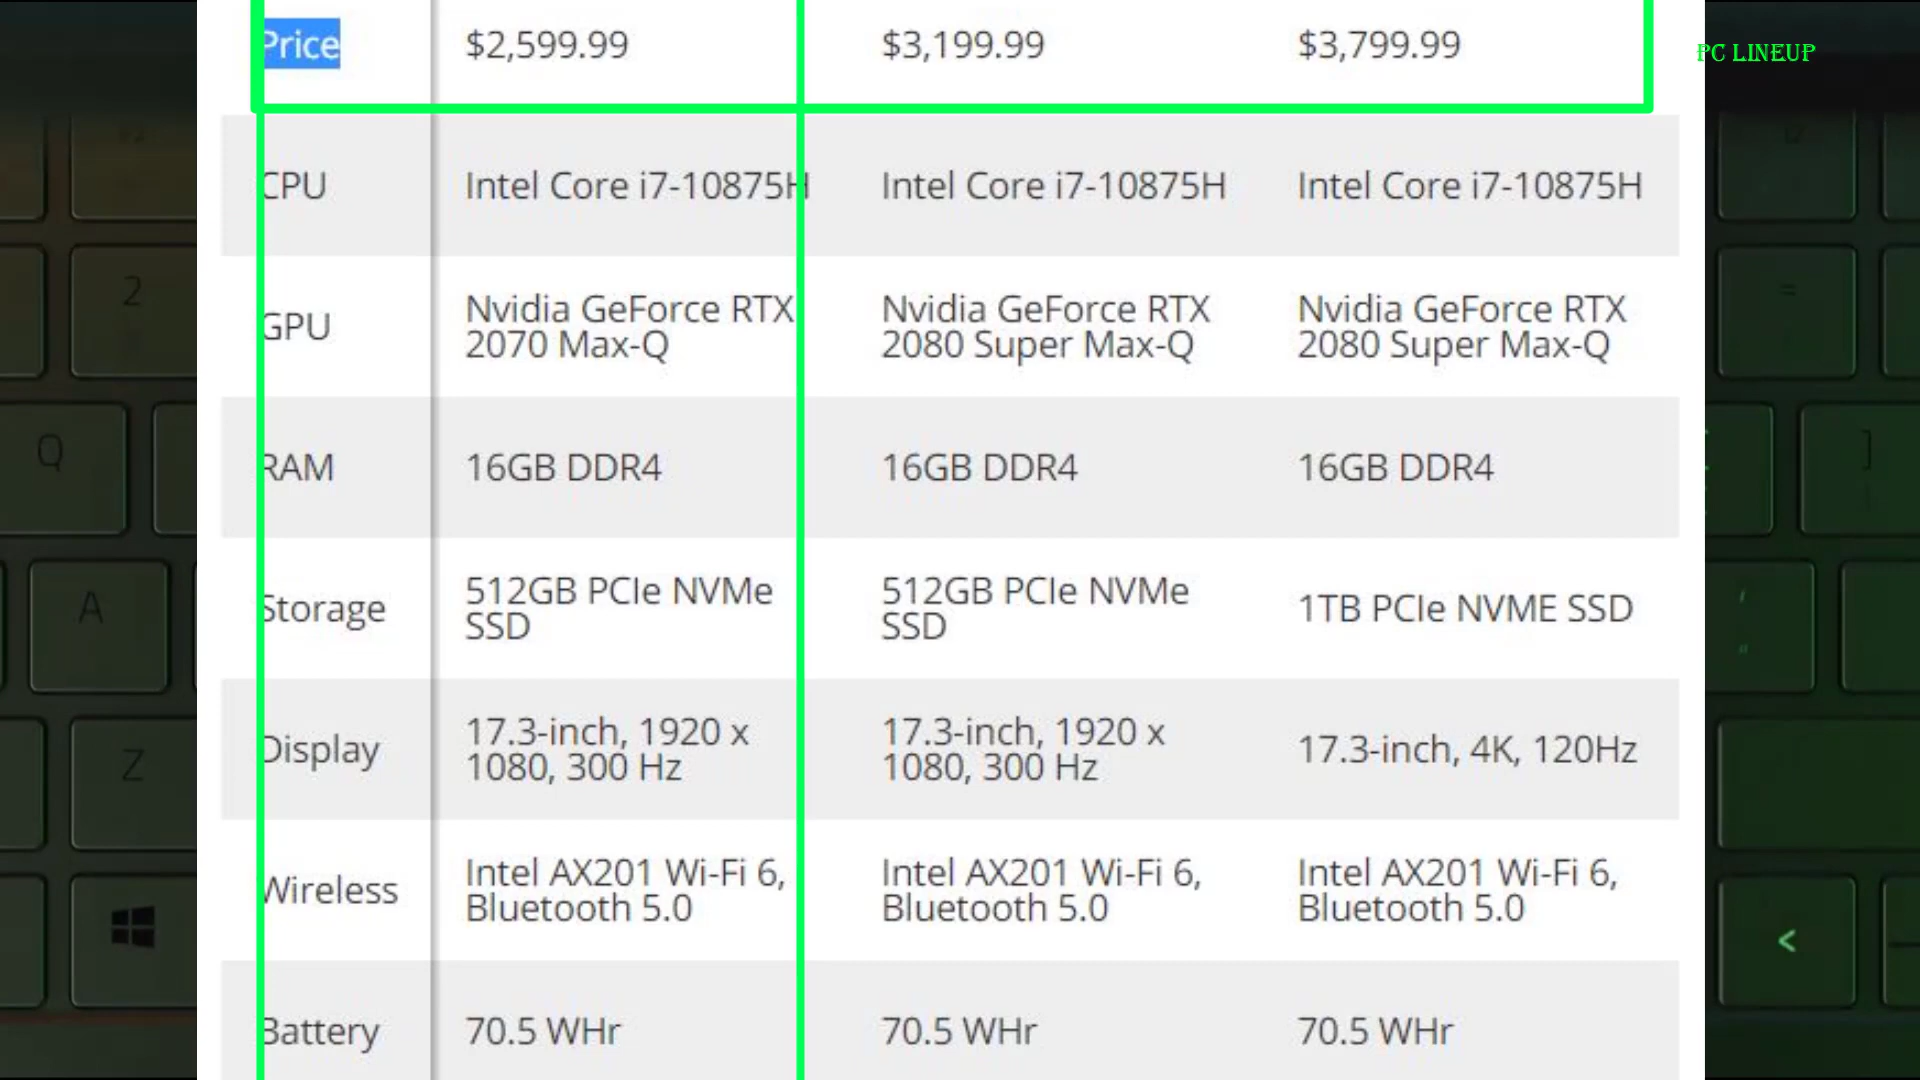 Price $2,599.99 $3,199.99 $3,799.99
PC LINEUP
CPU Intel Core i7-10875H Intel Core i7-10875H Intel Core i7-10875H
GPU Nvidia GeForce RTX 2070 Max-Q Nvidia GeForce RTX 2080 Super Max-Q Nvidia GeForce RTX 2080 Super Max-Q
RAM 16GB DDR4 16GB DDR4 16GB DDR4
Storage 512GB PCIe NVMe SSD 512GB PCIe NVMe SSD 1TB PCIe NVME SSD
Display 17.3-inch, 1920 x 1080, 300 Hz 17.3-inch, 1920 x 1080, 300 Hz 17.3-inch, 4K, 120Hz
Wireless Intel AX201 Wi-Fi 6, Bluetooth 5.0 Intel AX201 Wi-Fi 6, Bluetooth 5.0 Intel AX201 Wi-Fi 6, Bluetooth 5.0
Battery 70.5 WHr 70.5 WHr 70.5 WHr
2
=
Q
]
A
Z
<